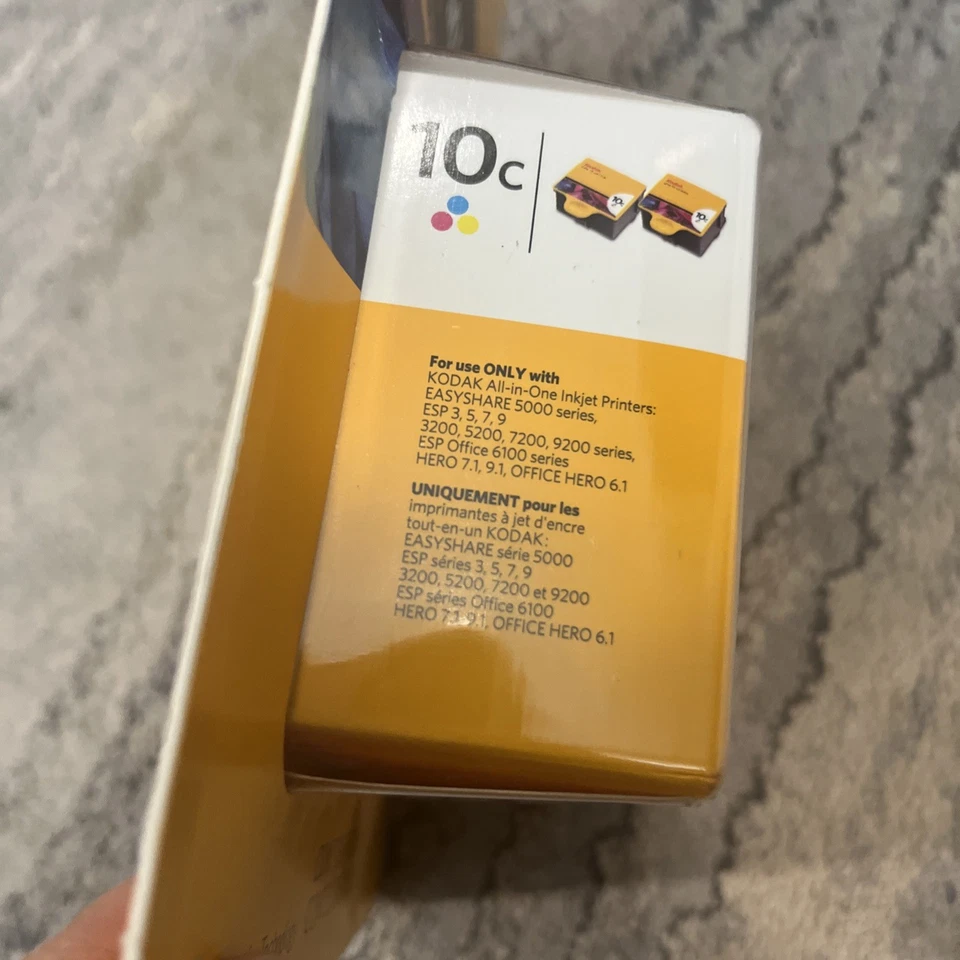 10c
For use ONLY with
KODAK All-in-One Inkjet Printers:
EASYSHARE 5000 series,
ESP 3, 5, 7, 9
3200, 5200, 7200, 9200 series,
ESP Office 6100 series
HERO 7.1, 9.1, OFFICE HERO 6.1
UNIQUEMENT pour les
imprimantes à jet d'encre
tout-en-un KODAK:
EASYSHARE série 5000
ESP séries 3, 5, 7, 9
3200, 5200, 7200 et 9200
ESP séries Office 6100
HERO 7.1, 9.1, OFFICE HERO 6.1